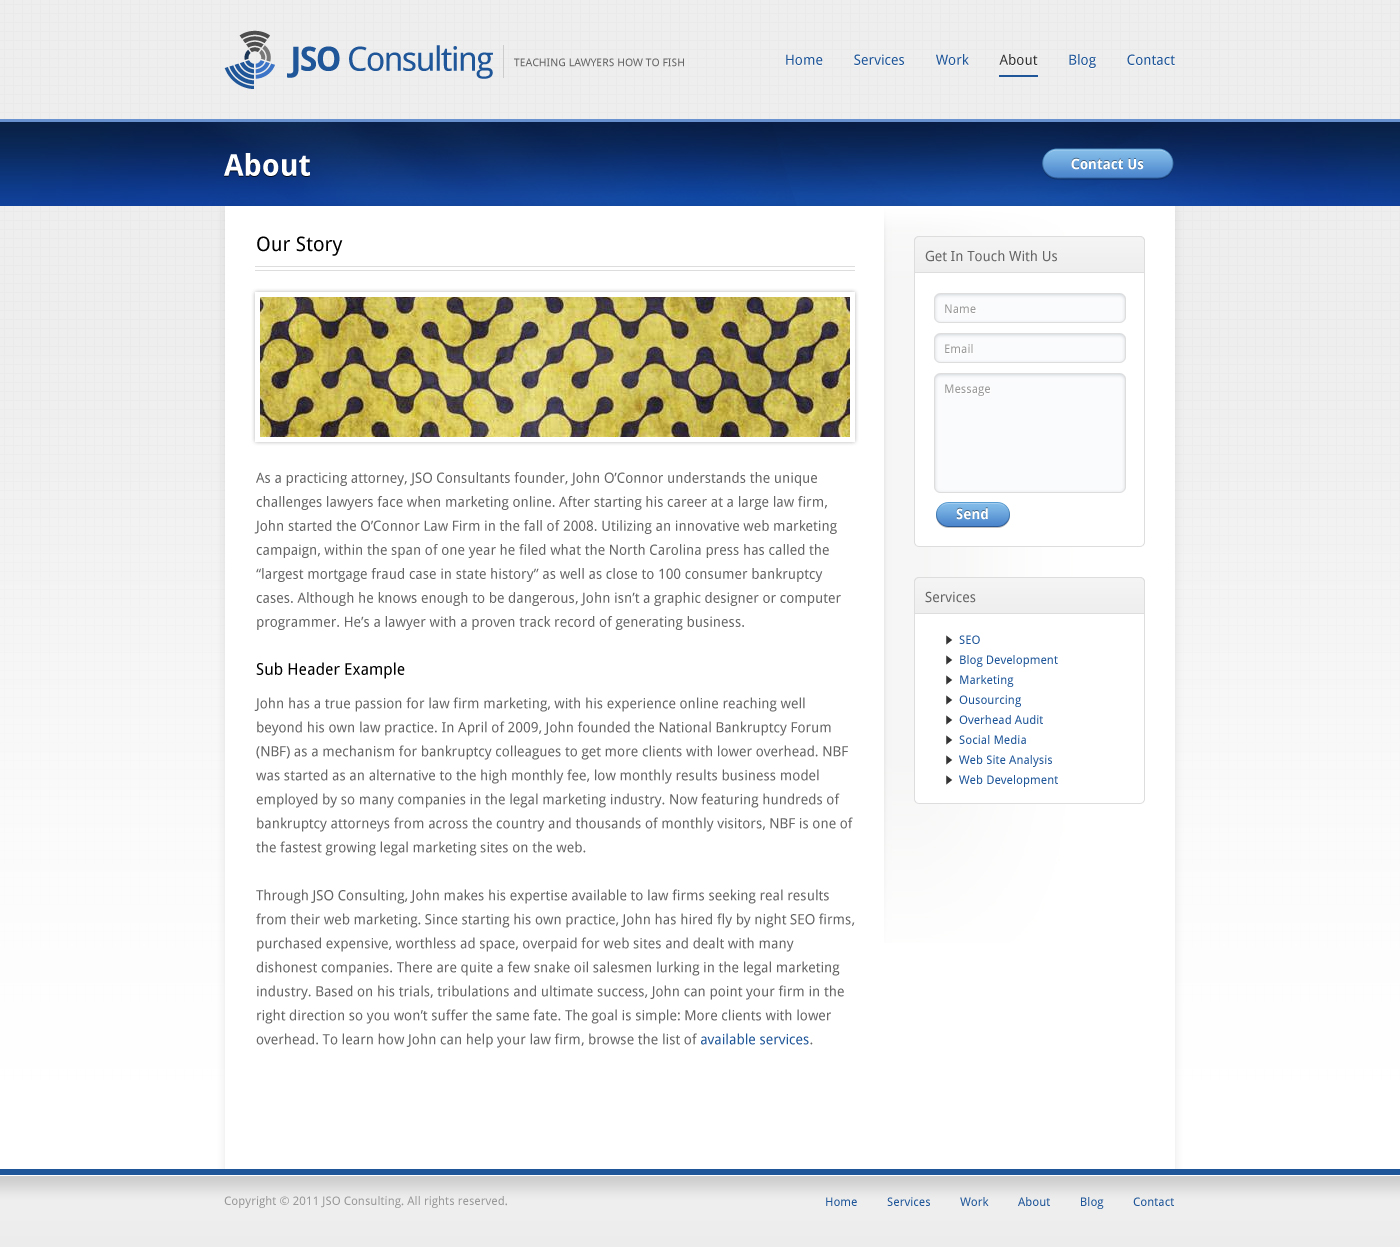 JSO Consulting
TEACHING LAWYERS HOW TO FISH
Home
Services
Work
About
Blog
Contact
About
Contact Us
Our Story
As a practicing attorney, JSO Consultants founder, John O’Connor understands the unique
challenges lawyers face when marketing online. After starting his career at a large law firm,
John started the O’Connor Law Firm in the fall of 2008. Utilizing an innovative web marketing
campaign, within the span of one year he filed what the North Carolina press has called the
“largest mortgage fraud case in state history” as well as close to 100 consumer bankruptcy
cases. Although he knows enough to be dangerous, John isn’t a graphic designer or computer
programmer. He’s a lawyer with a proven track record of generating business.
Sub Header Example
John has a true passion for law firm marketing, with his experience online reaching well
beyond his own law practice. In April of 2009, John founded the National Bankruptcy Forum
(NBF) as a mechanism for bankruptcy colleagues to get more clients with lower overhead. NBF
was started as an alternative to the high monthly fee, low monthly results business model
employed by so many companies in the legal marketing industry. Now featuring hundreds of
bankruptcy attorneys from across the country and thousands of monthly visitors, NBF is one of
the fastest growing legal marketing sites on the web.
Through JSO Consulting, John makes his expertise available to law firms seeking real results
from their web marketing. Since starting his own practice, John has hired fly by night SEO firms,
purchased expensive, worthless ad space, overpaid for web sites and dealt with many
dishonest companies. There are quite a few snake oil salesmen lurking in the legal marketing
industry. Based on his trials, tribulations and ultimate success, John can point your firm in the
right direction so you won’t suffer the same fate. The goal is simple: More clients with lower
overhead. To learn how John can help your law firm, browse the list of available services.
Get In Touch With Us
Name
Email
Message
Send
Services
SEO
Blog Development
Marketing
Ousourcing
Overhead Audit
Social Media
Web Site Analysis
Web Development
Copyright © 2011 JSO Consulting. All rights reserved.
Home
Services
Work
About
Blog
Contact